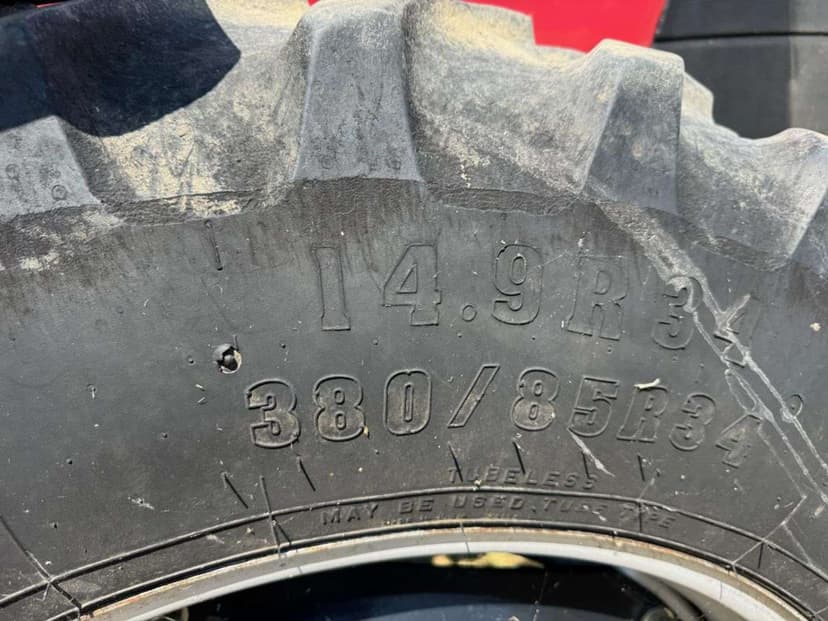 14.9R34
380/85R34
TUBELESS
MAY BE USED TUBE TYPE